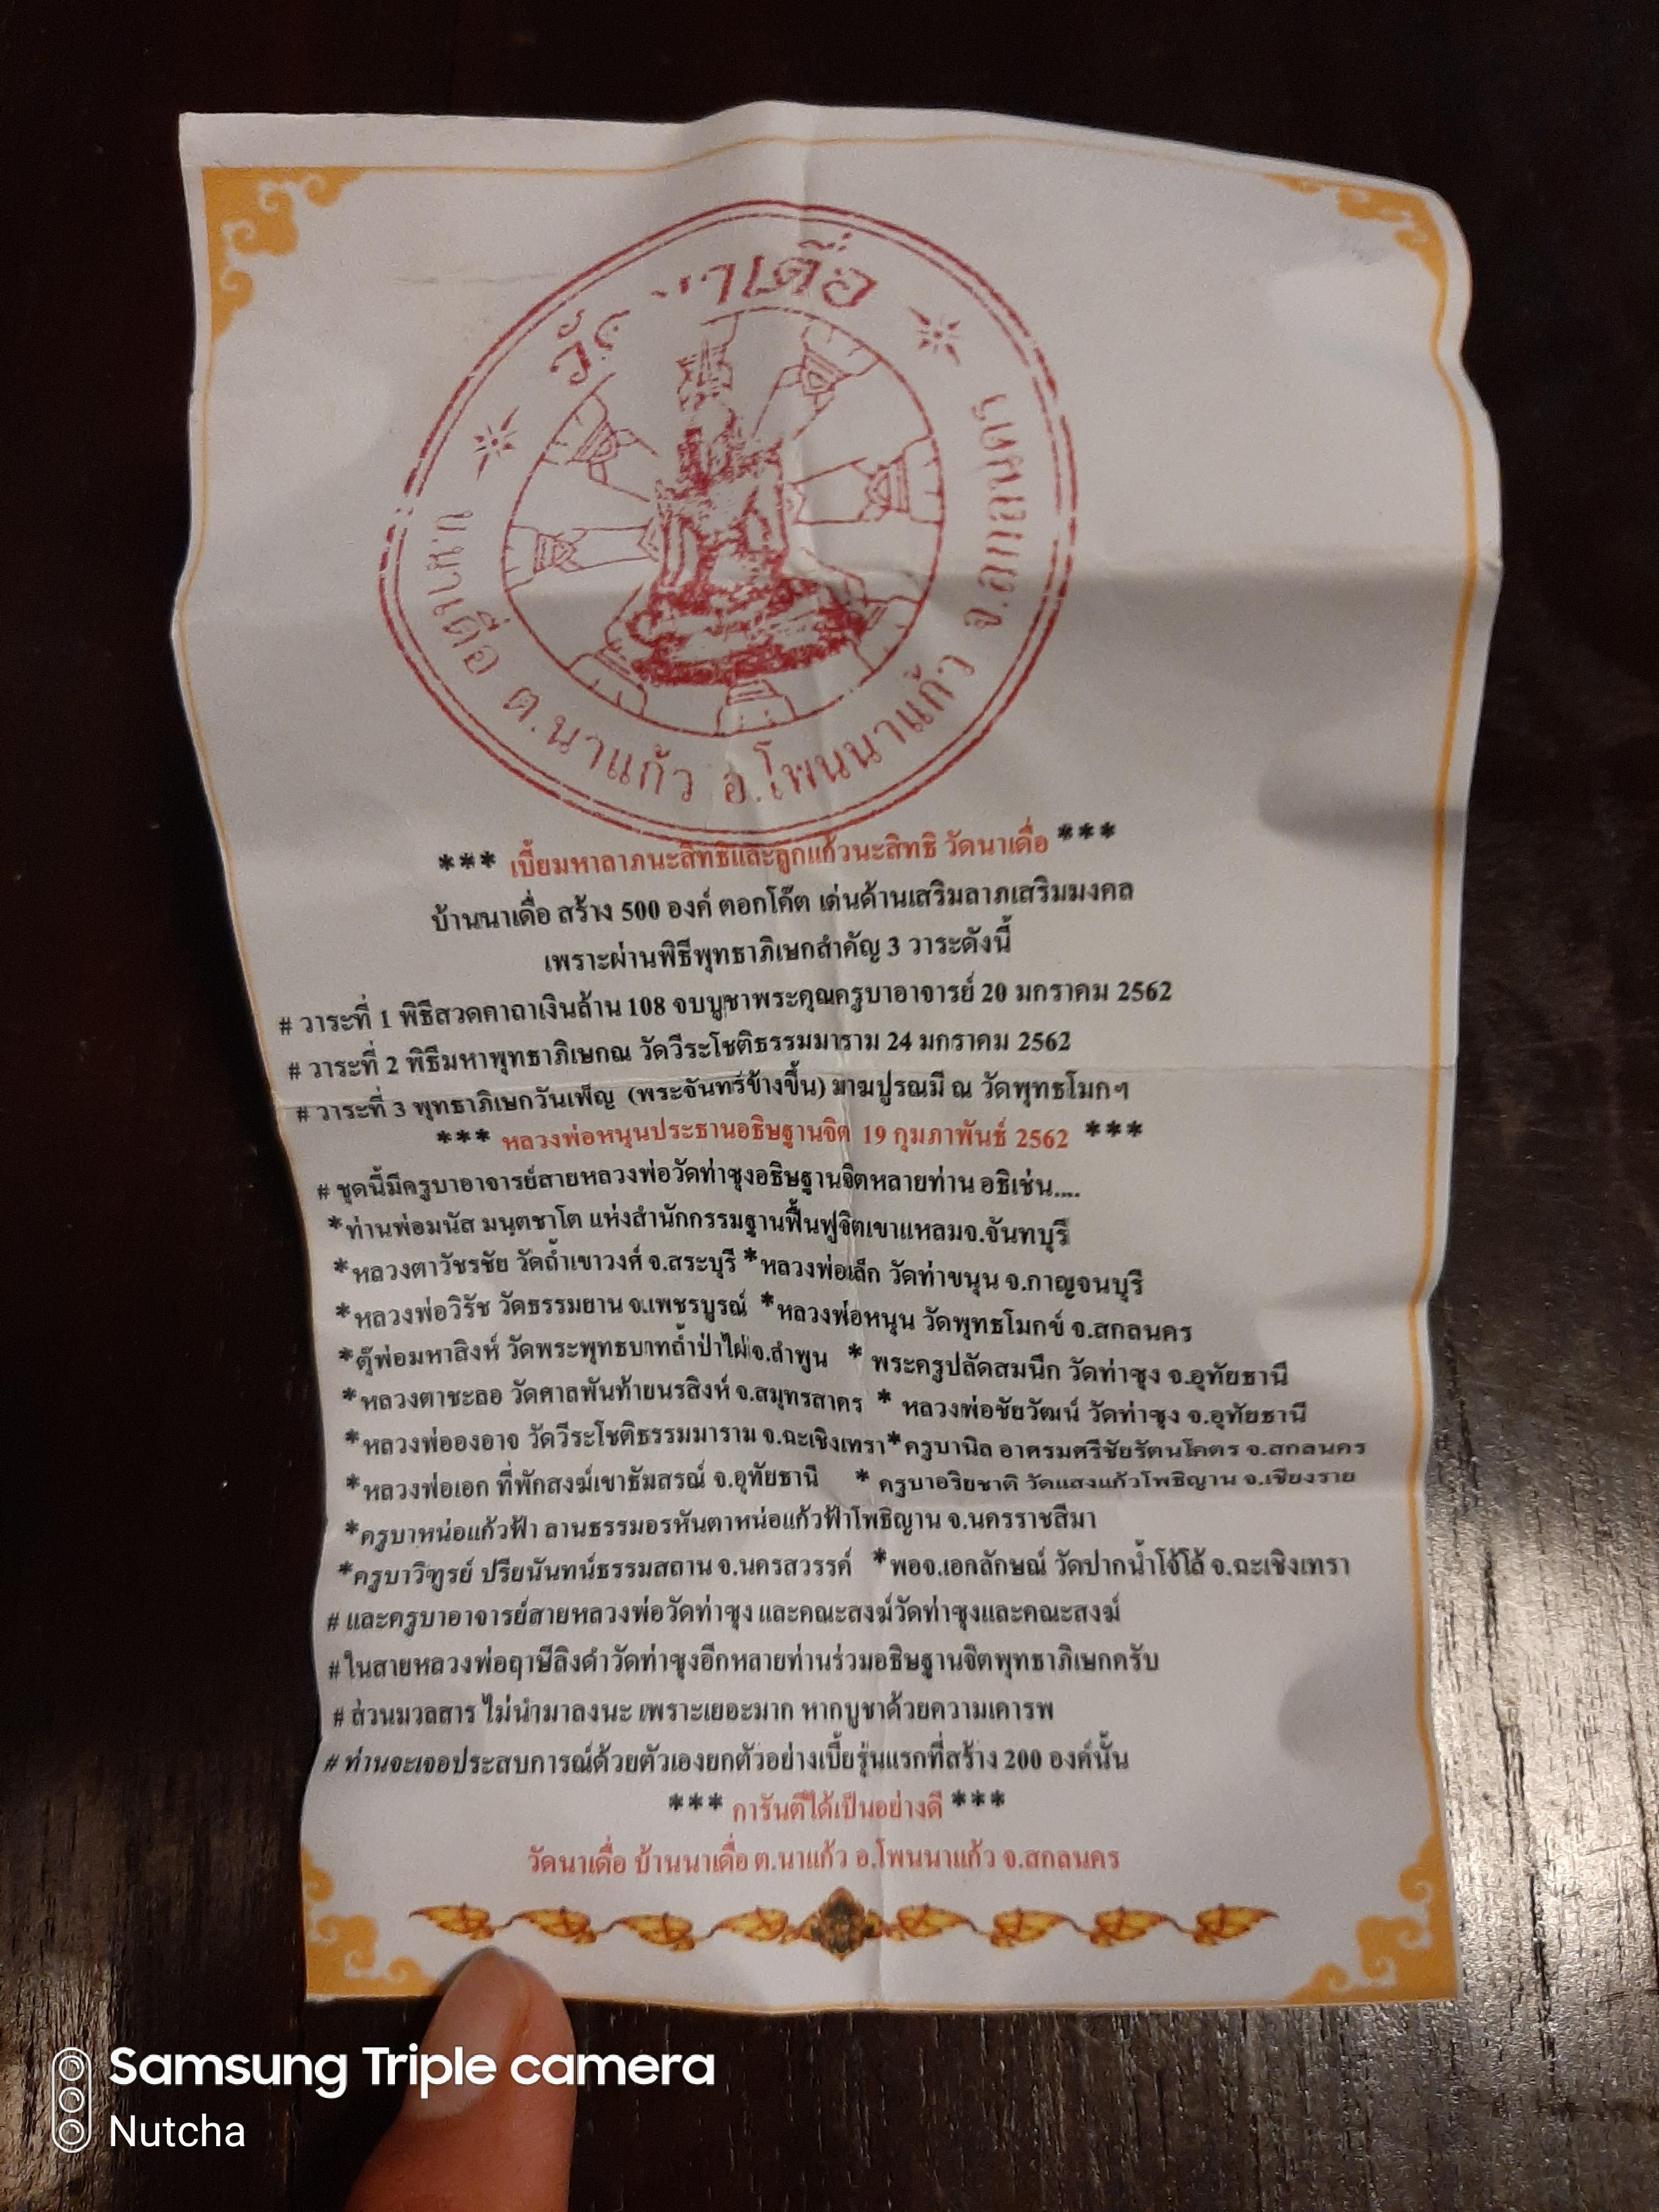 วัด นาเดื่อ
บ.นาเดื่อ ต.นาแก้ว อ.โพนนาแก้ว จ.สกลนคร
*** เบี้ยมหาลาภนะสิทธิและลูกแก้วนะสิทธิ วัดนาเดื่อ ***
บ้านนาเดื่อ สร้าง 500 องค์ ตอกโค๊ต เด่นด้านเสริมลาภเสริมมงคล
เพราะผ่านพิธีพุทธาภิเษกสำคัญ 3 วาระดังนี้
# วาระที่ 1 พิธีสวดคาถาเงินล้าน 108 จบบูชาพระคุณครูบาอาจารย์ 20 มกราคม 2562
# วาระที่ 2 พิธีมหาพุทธาภิเษกณ วัดวีระโชติธรรมมาราม 24 มกราคม 2562
# วาระที่ 3 พุทธาภิเษกวันเพ็ญ (พระจันทร์ข้างขึ้น) มาฆปูรณมี ณ วัดพุทธโมกฯ
*** หลวงพ่อหนุนประธานอธิษฐานจิต 19 กุมภาพันธ์ 2562 ***
# ชุดนี้มีครูบาอาจารย์สายหลวงพ่อวัดท่าซุงอธิษฐานจิตหลายท่าน อธิเช่น....
*ท่านพ่อมนัส มนฺตชาโต แห่งสำนักกรรมฐานฟื้นฟูจิตเขาแหลมจ.จันทบุรี
*หลวงตาวัชรชัย วัดถ้ำเขาวงศ์ จ.สระบุรี *หลวงพ่อเล็ก วัดท่าขนุน จ.กาญจนบุรี
*หลวงพ่อวิรัช วัดธรรมยาน จ.เพชรบูรณ์ *หลวงพ่อหนุน วัดพุทธโมกข์ จ.สกลนคร
*ตุ๊พ่อมหาสิงห์ วัดพระพุทธบาทถ้ำป่าไผ่ จ.ลำพูน * พระครูปลัดสมนึก วัดท่าซุง จ.อุทัยธานี
*หลวงตาชะลอ วัดศาลพันท้ายนรสิงห์ จ.สมุทรสาคร * หลวงพ่อชัยวัฒน์ วัดท่าซุง จ.อุทัยธานี
*หลวงพ่อองอาจ วัดวีระโชติธรรมมาราม จ.ฉะเชิงเทรา*ครูบานิล อาศรมศรีชัยรัตนโคตร จ.สกลนคร
*หลวงพ่อเอก ที่พักสงฆ์เขาธัมสรณ์ จ.อุทัยธานี * ครูบาอริยชาติ วัดแสงแก้วโพธิญาน จ.เชียงราย
*ครูบาหน่อแก้วฟ้า ลานธรรมอรหันตาหน่อแก้วฟ้าโพธิญาน จ.นครราชสีมา
*ครูบาวิฑูรย์ ปรียนันทน์ธรรมสถาน จ.นครสวรรค์ *พอจ.เอกลักษณ์ วัดปากน้ำโจ้โล้ จ.ฉะเชิงเทรา
# และครูบาอาจารย์สายหลวงพ่อวัดท่าซุง และคณะสงฆ์วัดท่าซุงและคณะสงฆ์
# ในสายหลวงพ่อฤาษีลิงดำวัดท่าซุงอีกหลายท่านร่วมอธิษฐานจิตพุทธาภิเษกครับ
# ส่วนมวลสาร ไม่นำมาลงนะ เพราะเยอะมาก หากบูชาด้วยความเคารพ
# ท่านจะเจอประสบการณ์ด้วยตัวเองยกตัวอย่างเบี้ยรุ่นแรกที่สร้าง 200 องค์นั้น
*** การันตีได้เป็นอย่างดี ***
วัดนาเดื่อ บ้านนาเดื่อ ต.นาแก้ว อ.โพนนาแก้ว จ.สกลนคร
Samsung Triple camera
Nutcha